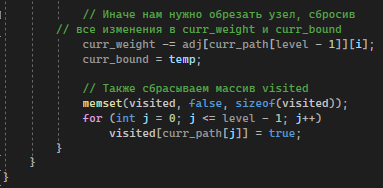 // Иначе нам нужно обрезать узел, сбросив
// все изменения в curr_weight и curr_bound
curr_weight -= adj[curr_path[level - 1]][i];
curr_bound = temp;
// Также сбрасываем массив visited
memset(visited, false, sizeof(visited));
for (int j = 0; j <= level - 1; j++)
visited[curr_path[j]] = true;
}
}
}